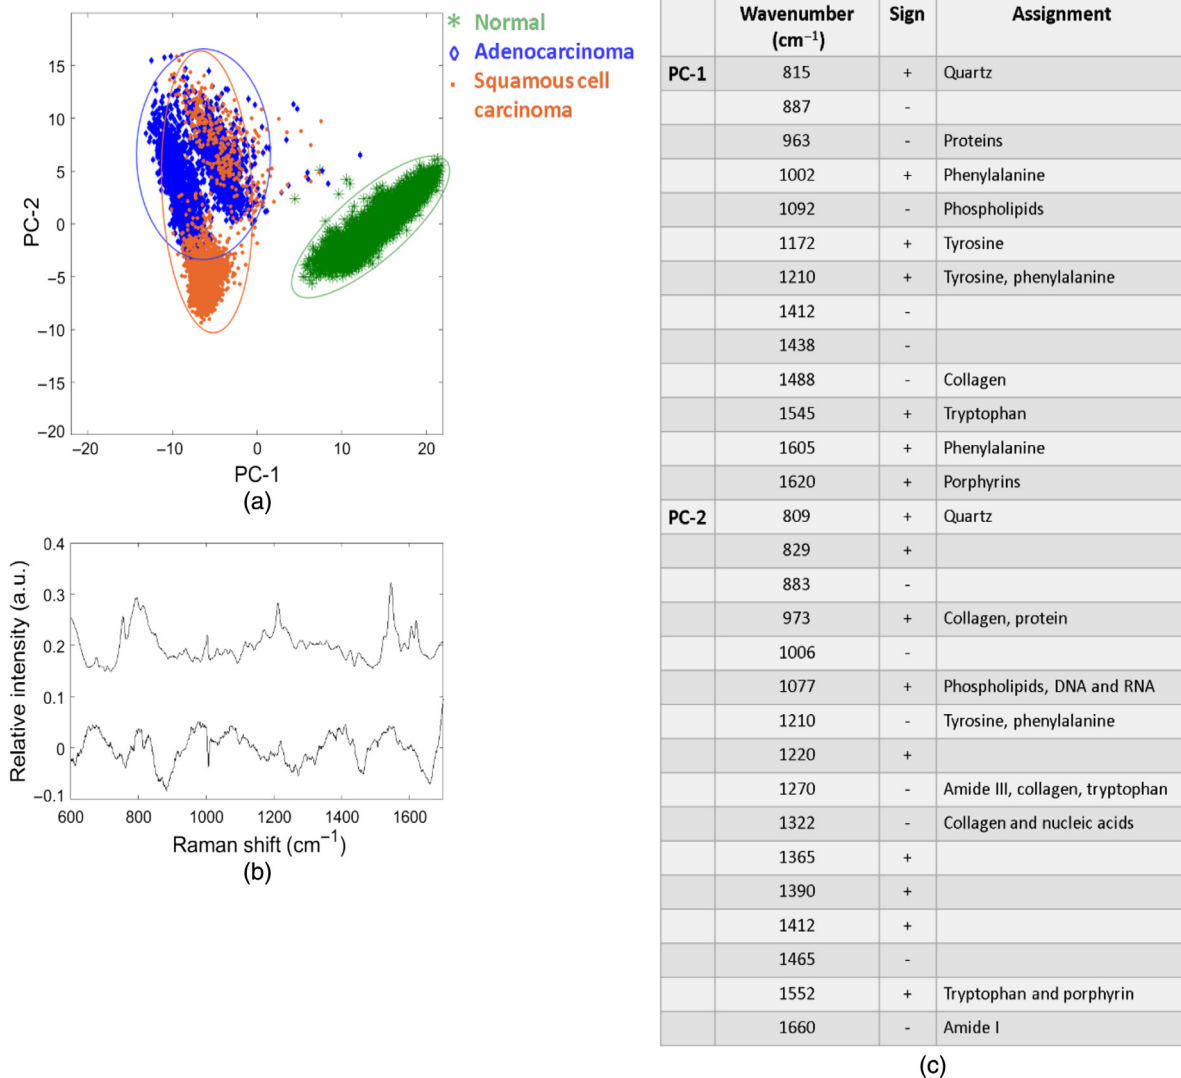 Normal
Adenocarcinoma
Squamous cell
carcinoma
PC-2
15
10
5
0
−5
−10
−15
−20
−20
−10
0
10
20
PC-1
(a)
Relative intensity (a.u.)
0.4
0.3
0.2
0.1
0
−0.1
600
800
1000
1200
1400
1600
Raman shift (cm−1)
(b)
Wavenumber (cm−1) Sign Assignment
PC-1 815 + Quartz
887 -
963 - Proteins
1002 + Phenylalanine
1092 - Phospholipids
1172 + Tyrosine
1210 + Tyrosine, phenylalanine
1412 -
1438 -
1488 - Collagen
1545 + Tryptophan
1605 + Phenylalanine
1620 + Porphyrins
PC-2 809 + Quartz
829 +
883 -
973 + Collagen, protein
1006 -
1077 + Phospholipids, DNA and RNA
1210 - Tyrosine, phenylalanine
1220 +
1270 - Amide III, collagen, tryptophan
1322 - Collagen and nucleic acids
1365 +
1390 +
1412 +
1465 -
1552 + Tryptophan and porphyrin
1660 - Amide I
(c)